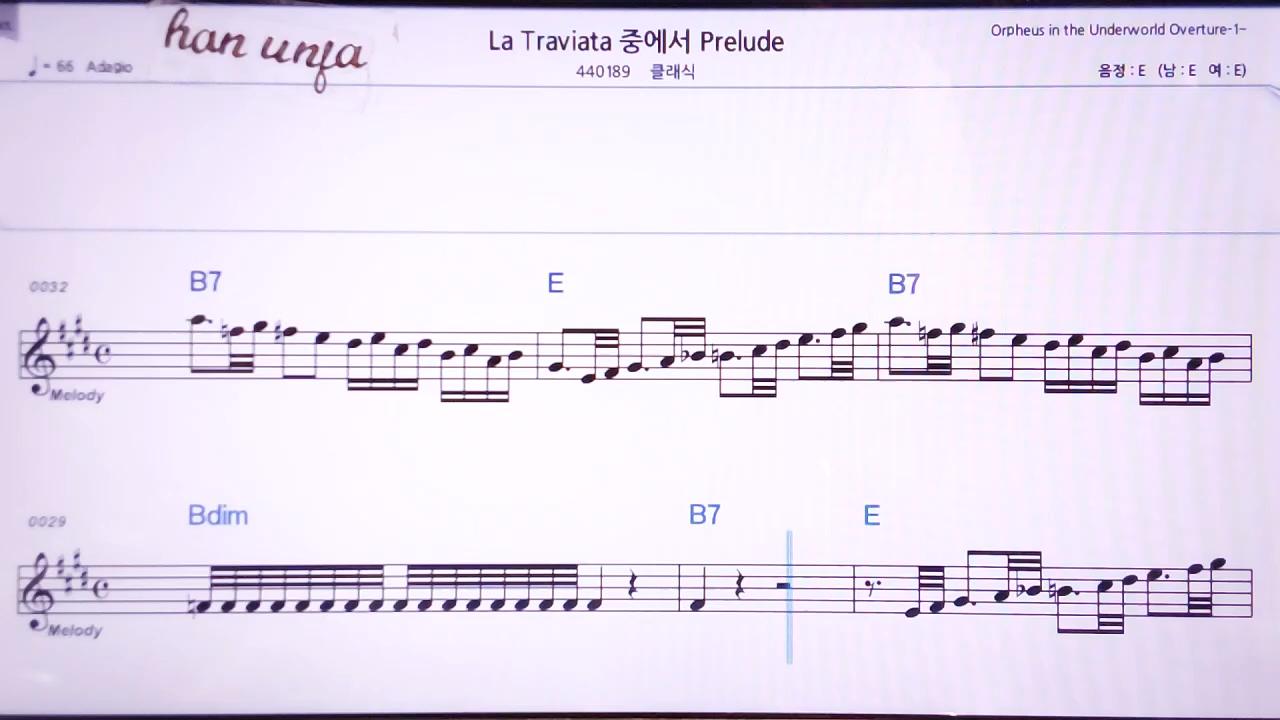 han unfa
La Traviata 중에서 Prelude
Orpheus in the Underworld Overture-1~
♩= 66 Adagio
440189 클래식
음정 : E (남 : E 여 : E)
0032
B7
E
B7
Melody
0029
Bdim
B7
E
Melody